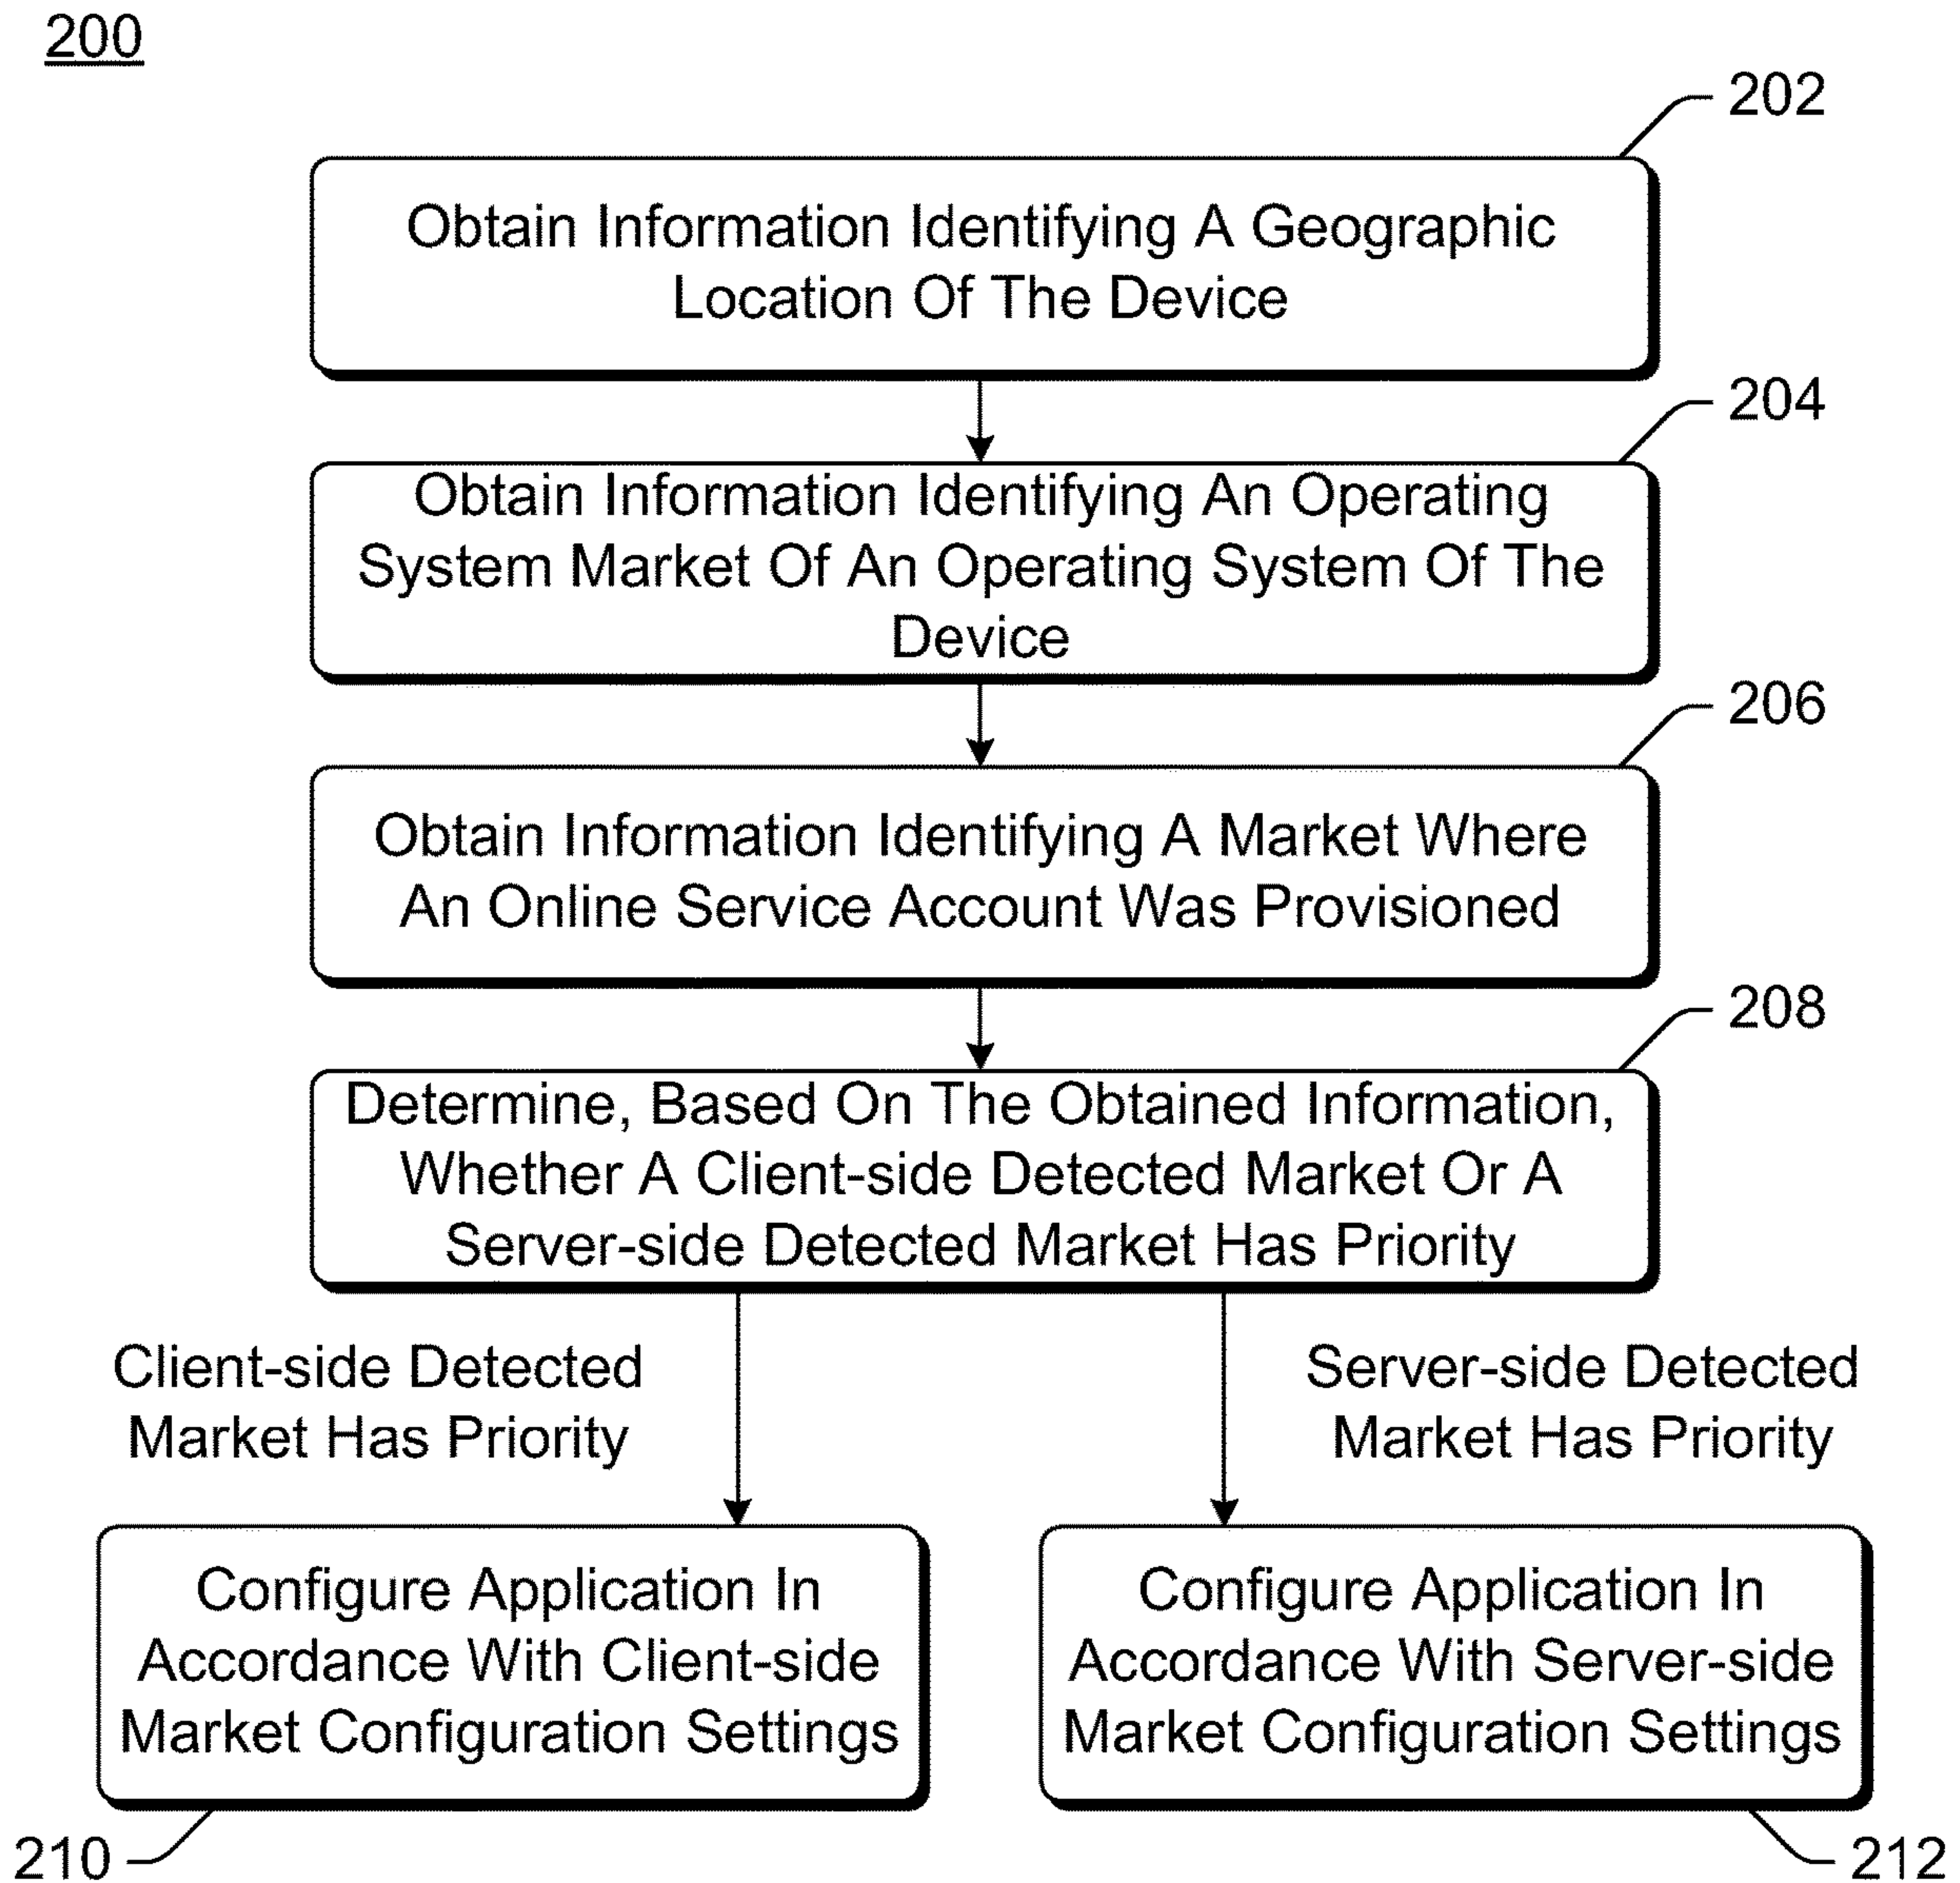 200
202
Obtain Information Identifying A Geographic
Location Of The Device
204
Obtain Information Identifying An Operating
System Market Of An Operating System Of The
Device
206
Obtain Information Identifying A Market Where
An Online Service Account Was Provisioned
208
Determine, Based On The Obtained Information,
Whether A Client-side Detected Market Or A
Server-side Detected Market Has Priority
Client-side Detected
Market Has Priority
Server-side Detected
Market Has Priority
Configure Application In
Accordance With Client-side
Market Configuration Settings
Configure Application In
Accordance With Server-side
Market Configuration Settings
210
212